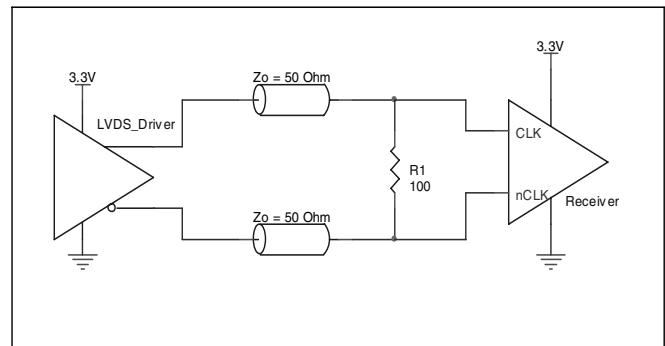 3.3V
LVDS_Driver
Zo = 50 Ohm
Zo = 50 Ohm
R1
100
3.3V
CLK
nCLK
Receiver